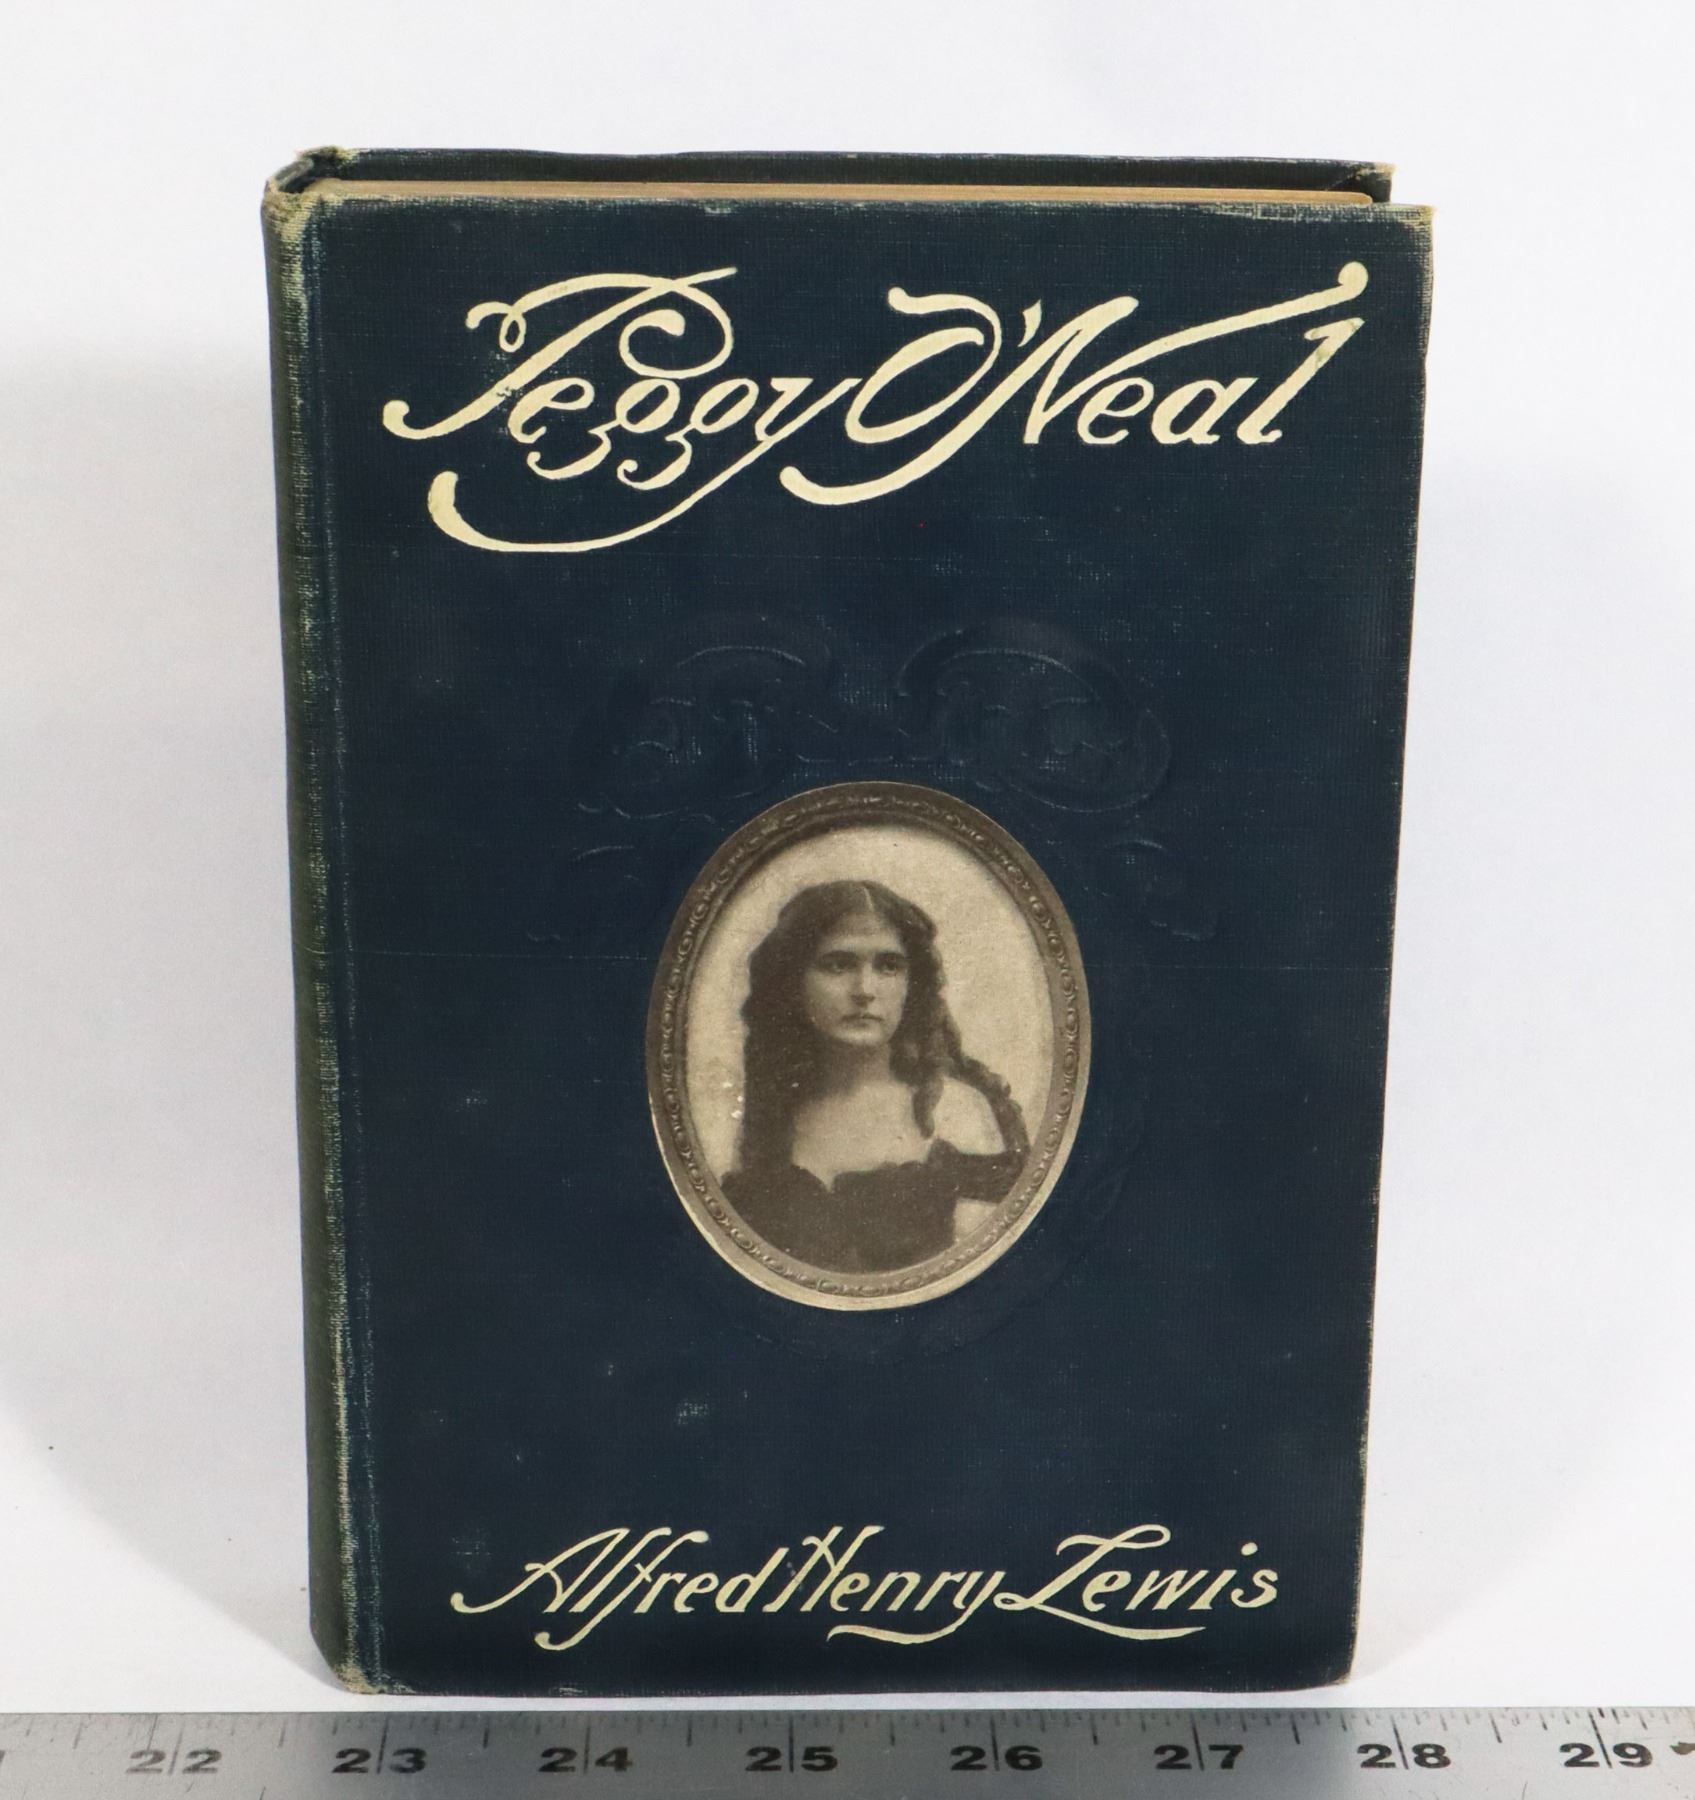 Peggy O'Neal
Alfred Henry Lewis
22 23 24 25 26 27 28 29